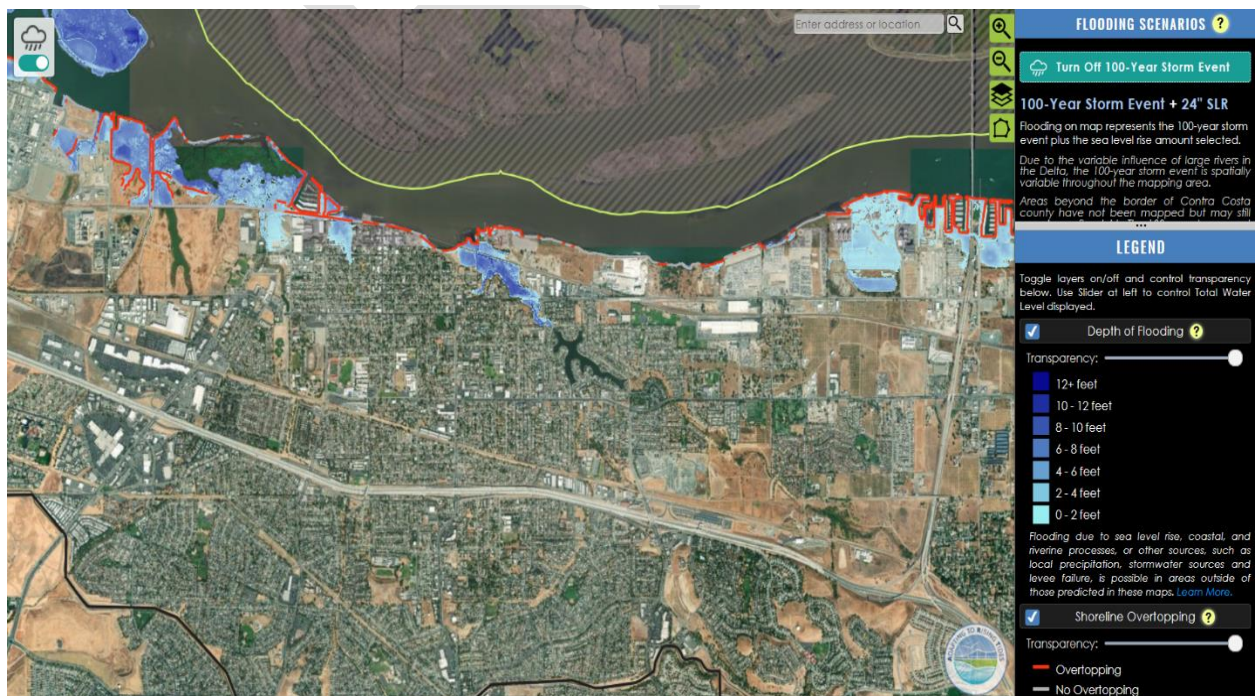 Enter address or location
FLOODING SCENARIOS ?
Turn Off 100-Year Storm Event
100-Year Storm Event + 24" SLR
Flooding on map represents the 100-year storm
event plus the sea level rise amount selected.
Due to the variable influence of large rivers in
the Delta, the 100-year storm event is spatially
variable throughout the mapping area.
Areas beyond the border of Contra Costa
county have not been mapped but may still
LEGEND
Toggle layers on/off and control transparency
below. Use Slider at left to control Total Water
Level displayed.
Depth of Flooding ?
Transparency:
12+ feet
10 - 12 feet
8 - 10 feet
6 - 8 feet
4 - 6 feet
2 - 4 feet
0 - 2 feet
Flooding due to sea level rise, coastal, and
riverine processes, or other sources, such as
local precipitation, stormwater sources and
levee failure, is possible in areas outside of
those predicted in these maps. Learn More.
Shoreline Overtopping ?
Transparency:
Overtopping
No Overtopping
ADAPTING TO RISING TIDES